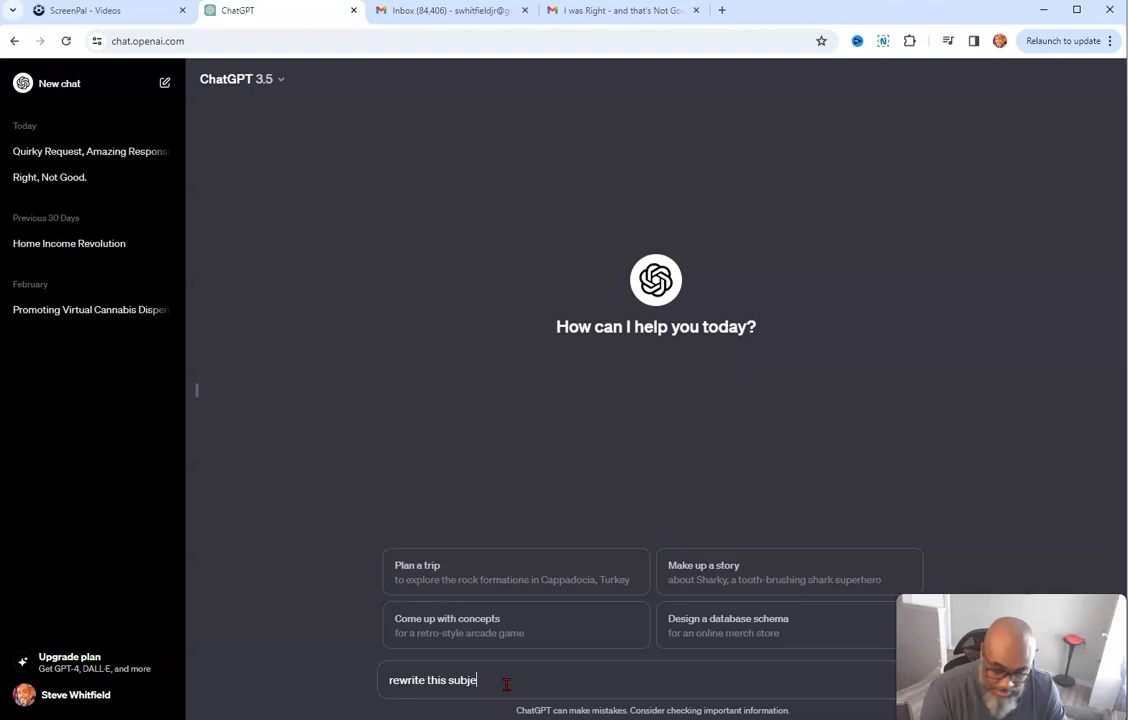 ScreenPal - Videos
ChatGPT
Inbox (84,406) - swhitfieldjr@g
I was Right - and that's Not Go
chat.openai.com
Relaunch to update
New chat
ChatGPT 3.5
Today
Quirky Request, Amazing Respons
Right, Not Good.
Previous 30 Days
Home Income Revolution
February
Promoting Virtual Cannabis Dispen
How can I help you today?
Plan a trip
to explore the rock formations in Cappadocia, Turkey
Make up a story
about Sharky, a tooth-brushing shark superhero
Come up with concepts
for a retro-style arcade game
Design a database schema
for an online merch store
Upgrade plan
Get GPT-4, DALL·E, and more
rewrite this subje
Steve Whitfield
ChatGPT can make mistakes. Consider checking important information.